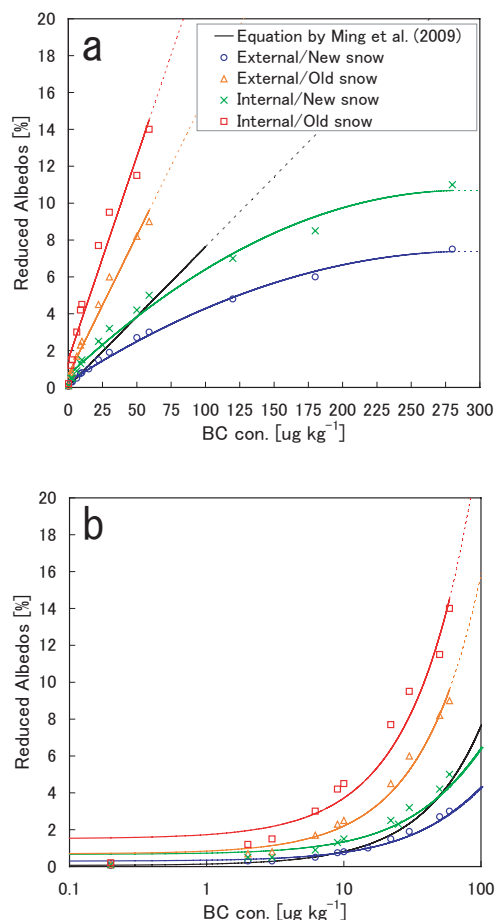 a
Equation by Ming et al. (2009)
External/New snow
External/Old snow
Internal/New snow
Internal/Old snow
Reduced Albedos [%]
20
18
16
14
12
10
8
6
4
2
0
0 25 50 75 100 125 150 175 200 225 250 275 300
BC con. [ug kg⁻¹]
b
Reduced Albedos [%]
20
18
16
14
12
10
8
6
4
2
0
0.1 1 10 100
BC con. [ug kg⁻¹]